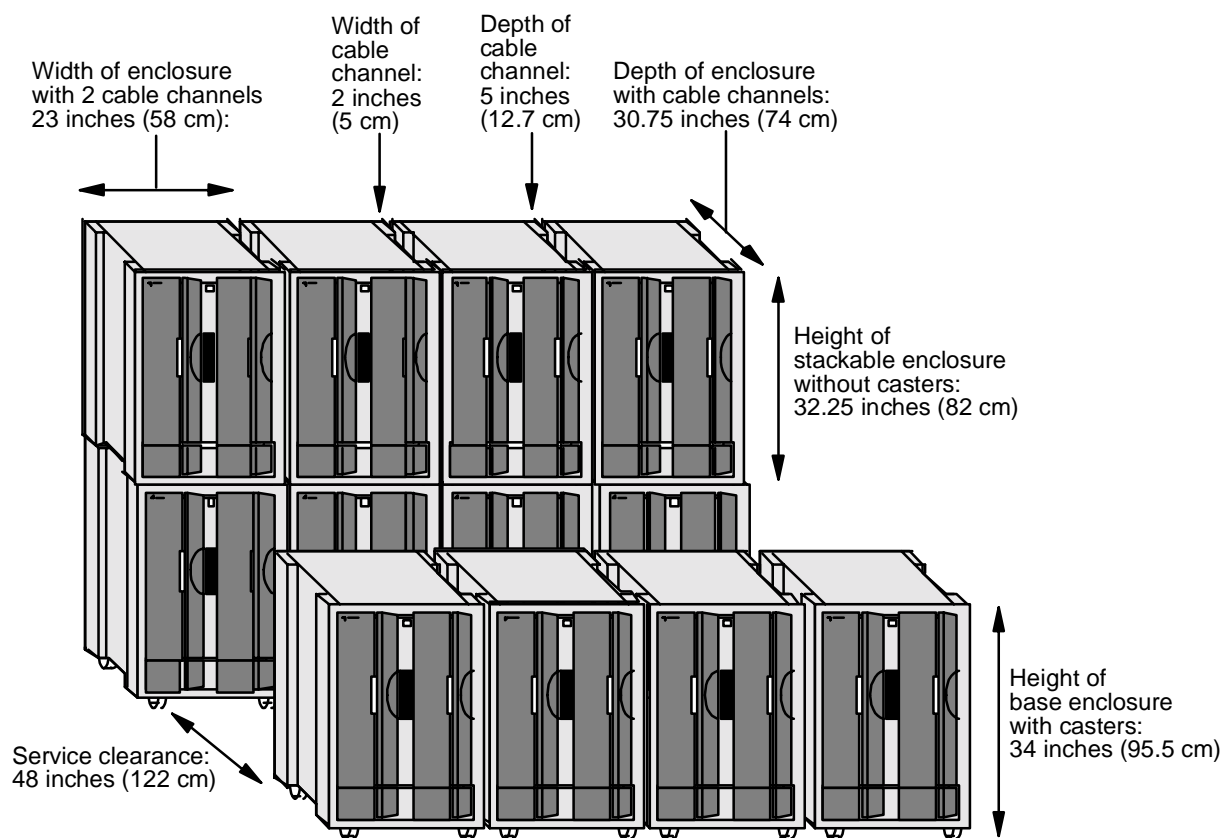 Width of enclosure
with 2 cable channels
23 inches (58 cm):
Width of
cable
channel:
2 inches
(5 cm)
Depth of
cable
channel:
5 inches
(12.7 cm)
Depth of enclosure
with cable channels:
30.75 inches (74 cm)
Height of
stackable enclosure
without casters:
32.25 inches (82 cm)
Height of
base enclosure
with casters:
34 inches (95.5 cm)
Service clearance:
48 inches (122 cm)